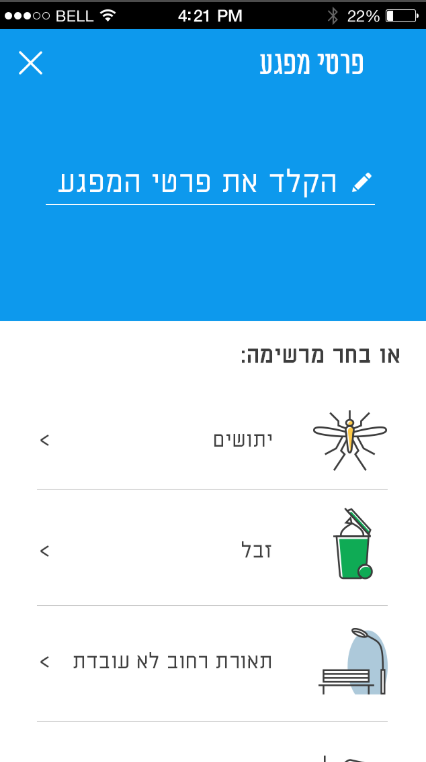 BELL 4:21 PM 22%
פרטי מפגע
הקלד את פרטי המפגע
או בחר מרשימה:
יתושים
זבל
תאורת רחוב לא עובדת